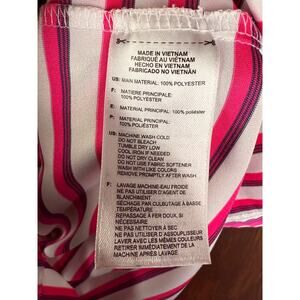 MADE IN VIETNAM
FABRIQUÉ AU VIÊTNAM
HECHO EN VIETNAM
FABRICADO NO VIETNÃ
US: MAIN MATERIAL: 100% POLYESTER
F: MATIERE PRINCIPALE:
100% POLYESTER
E: MATERIAL PRINCIPAL: 100% poliéster
P: MATERIAL PRINCIPAL:
100% POLIÉSTER
US: MACHINE WASH COLD
DO NOT BLEACH
TUMBLE DRY LOW
COOL IRON IF NEEDED
DO NOT DRY CLEAN
DO NOT USE FABRIC SOFTENER
WASH WITH LIKE COLORS
REMOVE PROMPTLY AFTER WASH
F: LAVAGE MACHINE-EAU FROIDE
NE PAS UTILISER D'AGENT DE
BLANCHIMENT
SÉCHAGE PAR CULBUTAGE À BASSE
TEMPÉRATURE
REPASSAGE À FER DOUX, SI
NÉCESSAIRE
NE PAS NETTOYER À SEC
NE PAS UTILISER D'ASSOUPLISSEUR
LAVER AVEC LES MÊMES COULEURS
RETIRER IMMÉDIATEMENT DE LA
MACHINE APRÈS LAVAGE